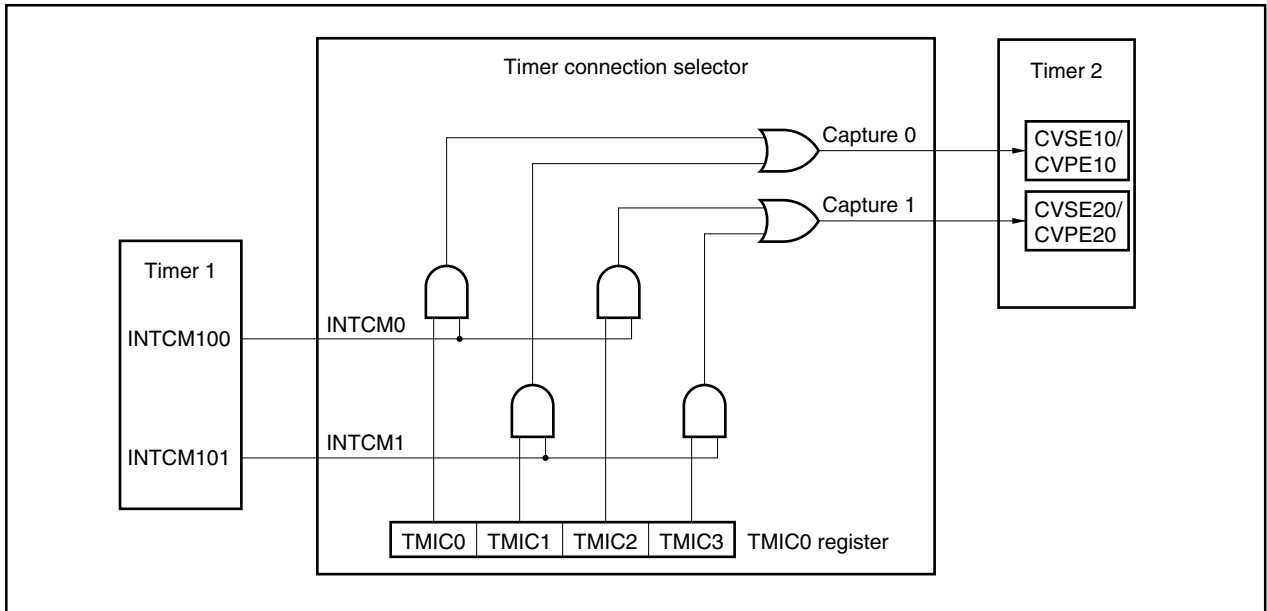 Timer connection selector
Timer 2
Capture 0
CVSE10/
CVPE10
Capture 1
CVSE20/
CVPE20
Timer 1
INTCM100
INTCM0
INTCM101
INTCM1
TMIC0 TMIC1 TMIC2 TMIC3 TMIC0 register